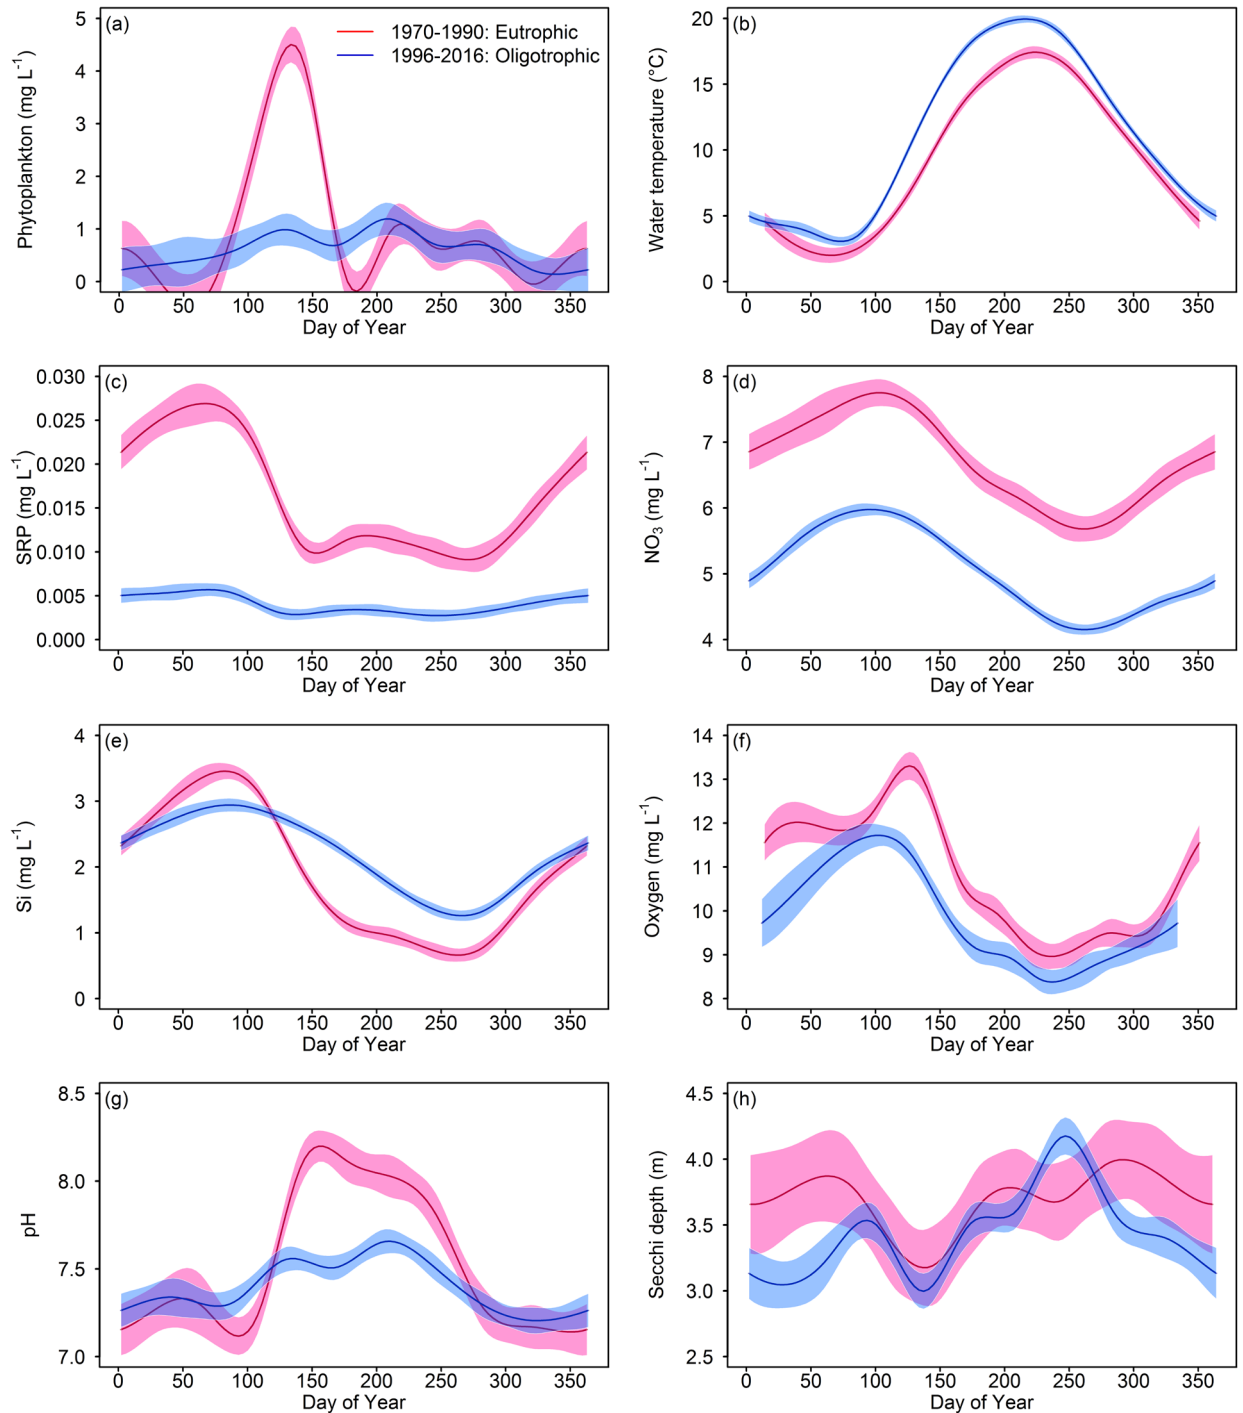 (a)
1970-1990: Eutrophic
1996-2016: Oligotrophic
Phytoplankton (mg L⁻¹)
5
4
3
2
1
0
0 50 100 150 200 250 300 350
Day of Year
(b)
Water temperature (°C)
20
15
10
5
0
0 50 100 150 200 250 300 350
Day of Year
(c)
SRP (mg L⁻¹)
0.030
0.025
0.020
0.015
0.010
0.005
0.000
0 50 100 150 200 250 300 350
Day of Year
(d)
NO₃ (mg L⁻¹)
8
7
6
5
4
0 50 100 150 200 250 300 350
Day of Year
(e)
Si (mg L⁻¹)
4
3
2
1
0
0 50 100 150 200 250 300 350
Day of Year
(f)
Oxygen (mg L⁻¹)
14
13
12
11
10
9
8
0 50 100 150 200 250 300 350
Day of Year
(g)
pH
8.5
8.0
7.5
7.0
0 50 100 150 200 250 300 350
Day of Year
(h)
Secchi depth (m)
4.5
4.0
3.5
3.0
2.5
0 50 100 150 200 250 300 350
Day of Year